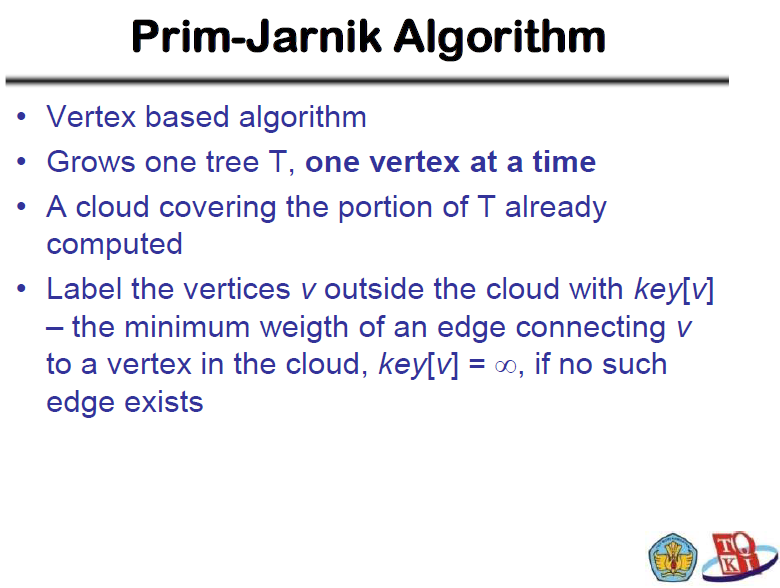 Prim-Jarnik Algorithm
• Vertex based algorithm
• Grows one tree T, one vertex at a time
• A cloud covering the portion of T already
computed
• Label the vertices v outside the cloud with key[v]
– the minimum weigth of an edge connecting v
to a vertex in the cloud, key[v] = ∞, if no such
edge exists
TO
KI